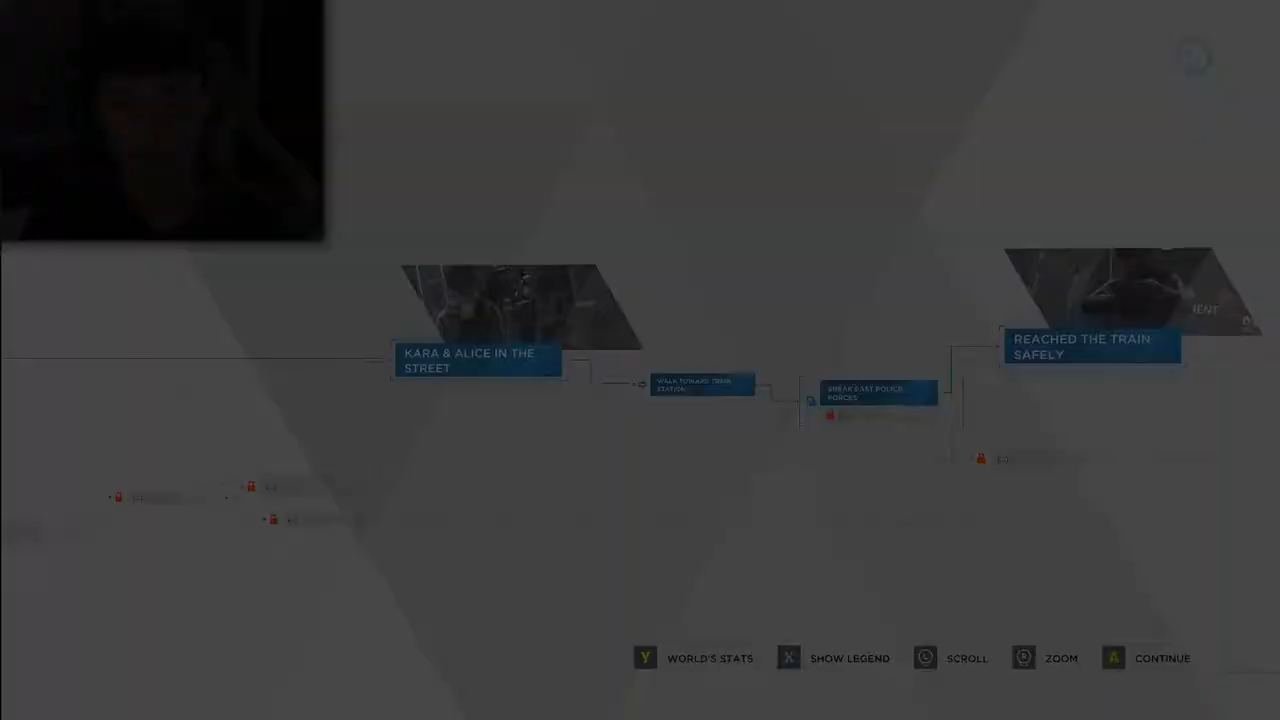 IENT
REACHED THE TRAIN
SAFELY
KARA & ALICE IN THE
STREET
WALK TOWARD TRAIN
STATION
SNEAK PAST POLICE
FORCES
Y WORLD'S STATS X SHOW LEGEND L SCROLL R ZOOM A CONTINUE